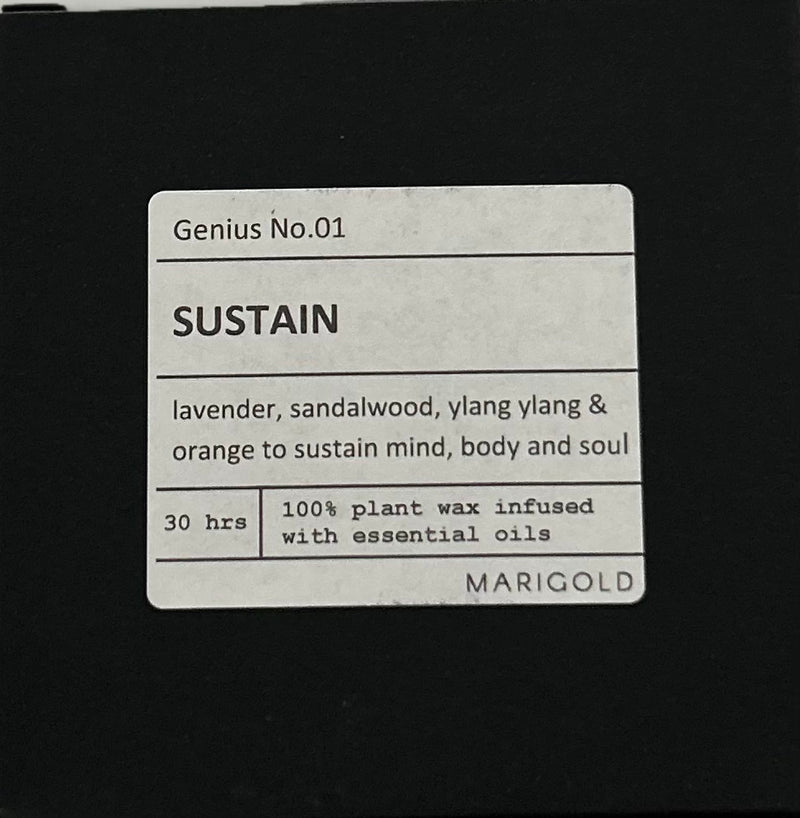 Genius No.01
SUSTAIN
lavender, sandalwood, ylang ylang &
orange to sustain mind, body and soul
30 hrs
100% plant wax infused
with essential oils
MARIGOLD